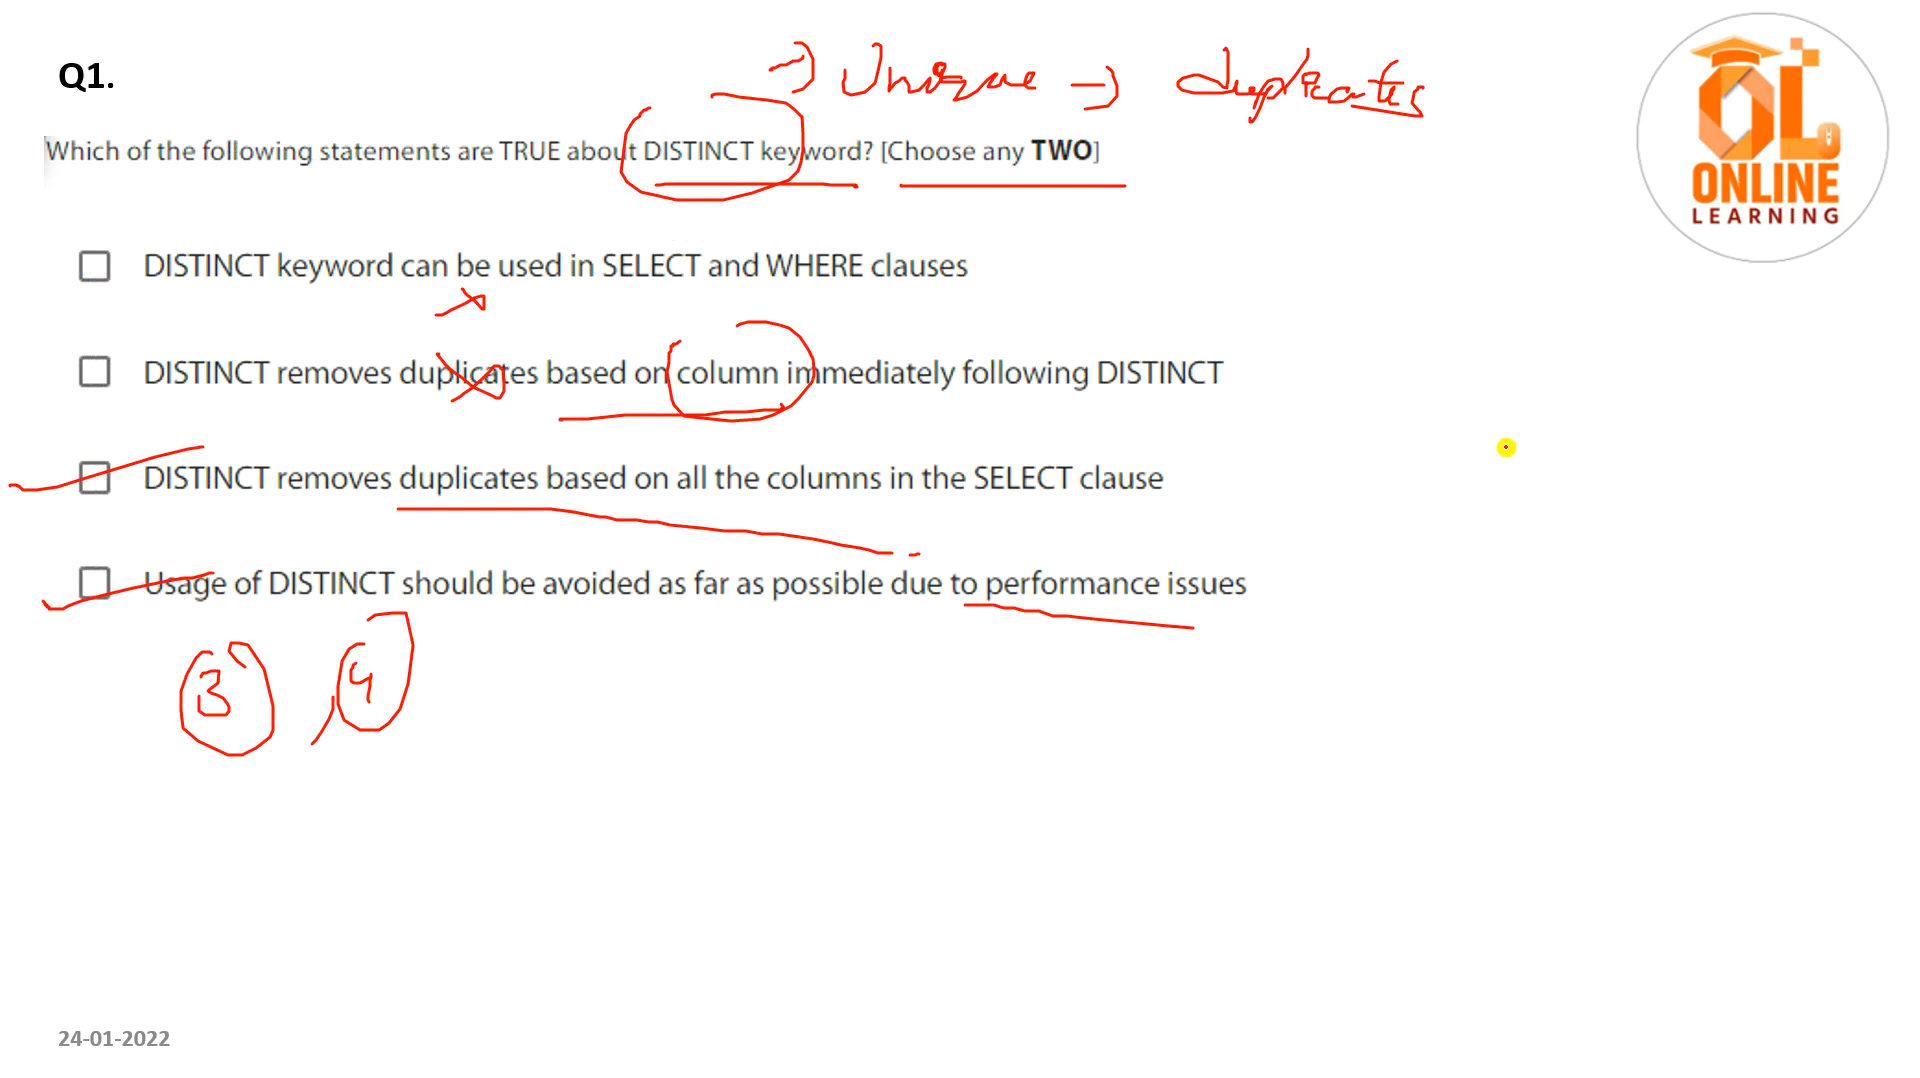 → Unique → duplicates
Q1.
Which of the following statements are TRUE about DISTINCT keyword? [Choose any TWO]
DISTINCT keyword can be used in SELECT and WHERE clauses
DISTINCT removes duplicates based on column immediately following DISTINCT
DISTINCT removes duplicates based on all the columns in the SELECT clause
Usage of DISTINCT should be avoided as far as possible due to performance issues
3 , 4
OL
ONLINE
LEARNING
24-01-2022